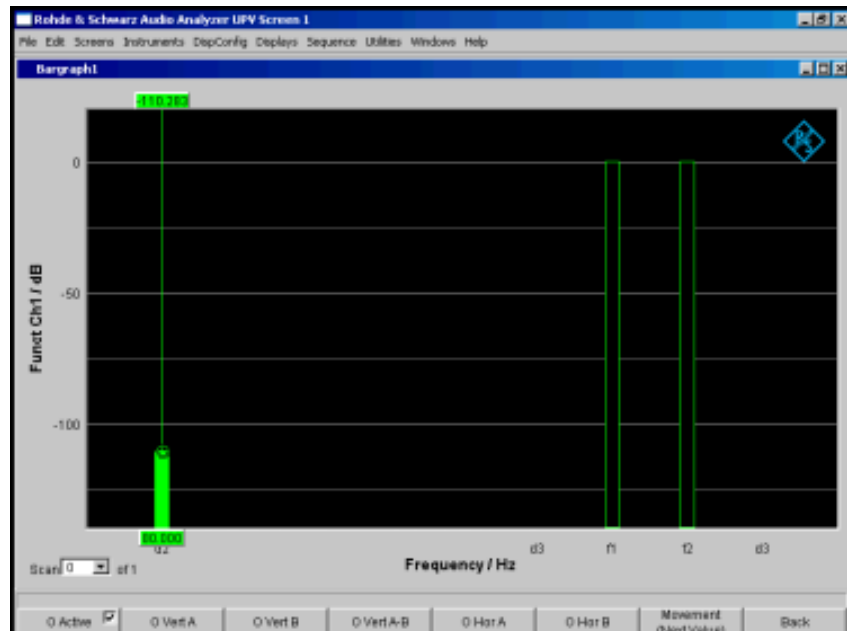 Rohde & Schwarz Audio Analyzer UPV Screen 1
File Edit Screens Instruments DispConfig Displays Sequence Utilities Windows Help
Bargraph1
-110.283
0
-50
-100
Funct Ch1 / dB
80.000
d2 d3 f1 f2 d3
Frequency / Hz
Scan 0 of 1
O Active O Vert A O Vert B O Vert A-B O Hor A O Hor B Movement Back
(Next Value)